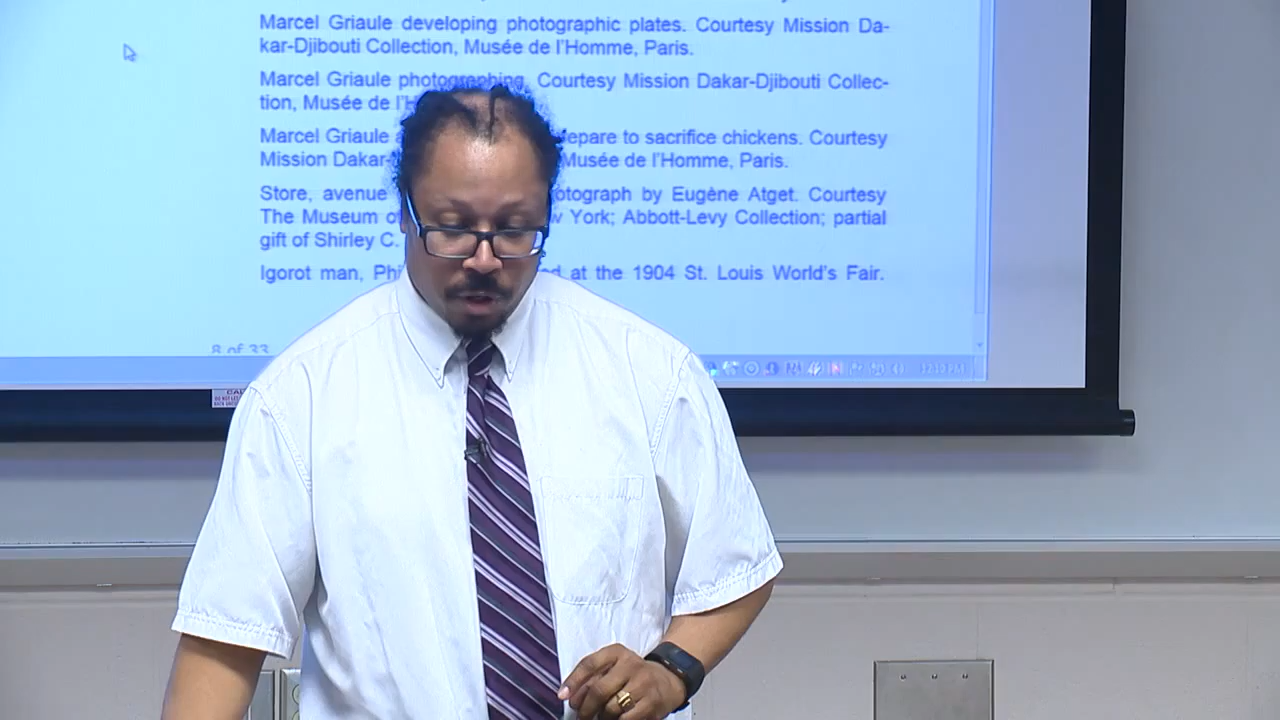 Marcel Griaule developing photographic plates. Courtesy Mission Da-
kar-Djibouti Collection, Musée de l'Homme, Paris.
Marcel Griaule photographing. Courtesy Mission Dakar-Djibouti Collec-
tion, Musée de l'H
Marcel Griaule epare to sacrifice chickens. Courtesy
Mission Dakar- Musée de l'Homme, Paris.
Store, avenue otograph by Eugène Atget. Courtesy
The Museum of w York; Abbott-Levy Collection; partial
gift of Shirley C.
Igorot man, Phi d at the 1904 St. Louis World's Fair.
8 of 33